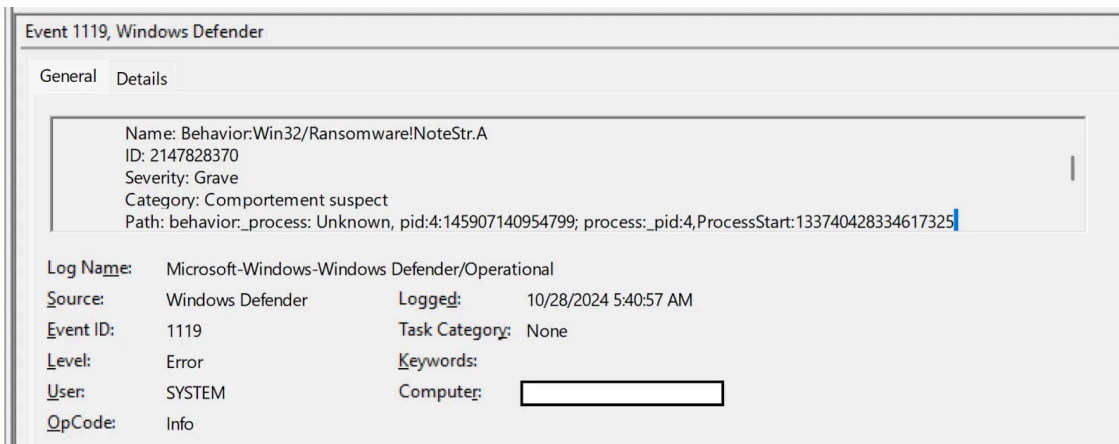 Event 1119, Windows Defender
General Details
Name: Behavior:Win32/Ransomware!NoteStr.A
ID: 2147828370
Severity: Grave
Category: Comportement suspect
Path: behavior:_process: Unknown, pid:4:145907140954799; process:_pid:4,ProcessStart:133740428334617325
Log Name: Microsoft-Windows-Windows Defender/Operational
Source: Windows Defender Logged: 10/28/2024 5:40:57 AM
Event ID: 1119 Task Category: None
Level: Error Keywords:
User: SYSTEM Computer:
OpCode: Info